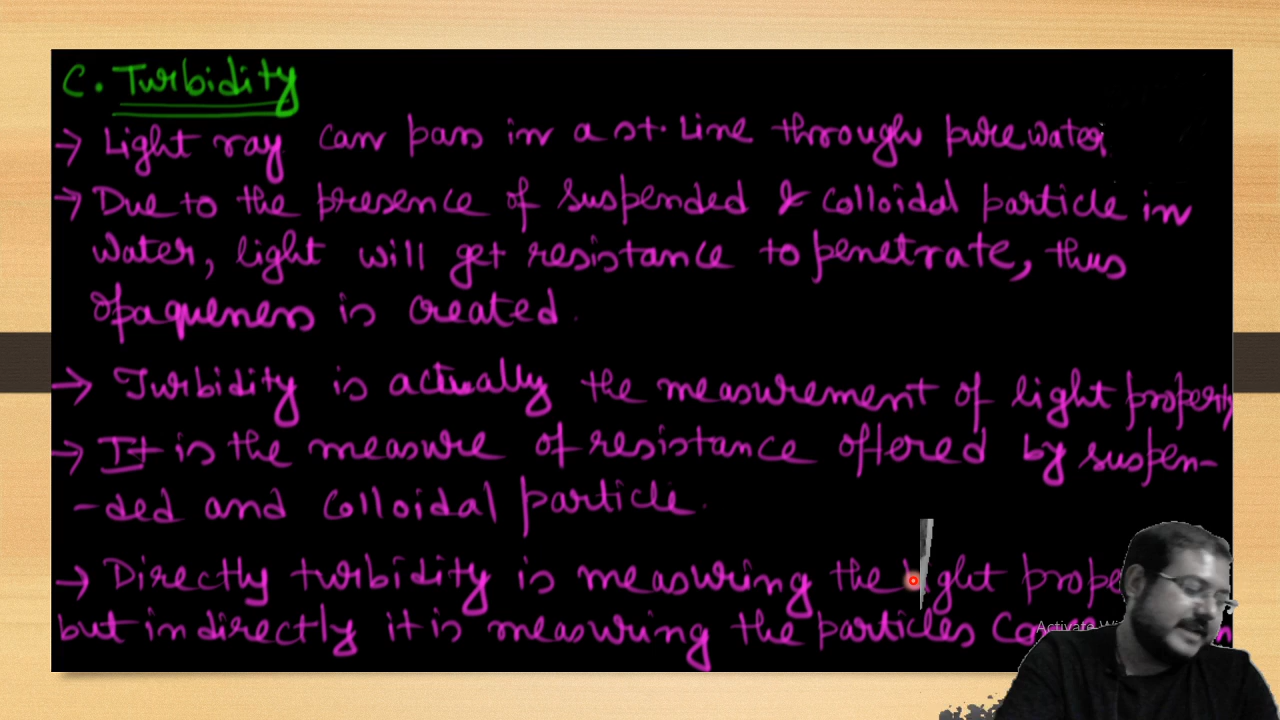 C. Turbidity
→ Light ray can pass in a st. Line through pure water.
→ Due to the presence of suspended & colloidal particle in
water, light will get resistance to penetrate, thus
opaqueness is created.
→ Turbidity is actually the measurement of light property
→ It is the measure of resistance offered by suspen-
-ded and colloidal particle.
→ Directly turbidity is measuring the light
but indirectly it is measuring the particles
Activate